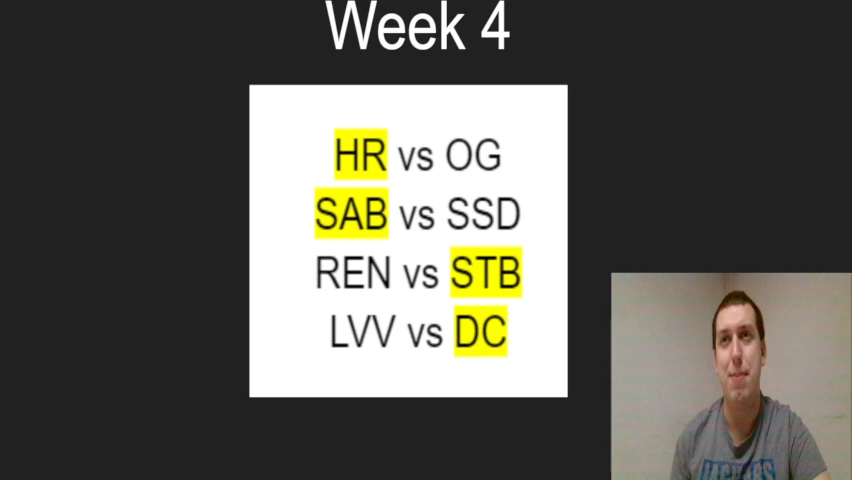 Week 4
HR vs OG
SAB vs SSD
REN vs STB
LVV vs DC